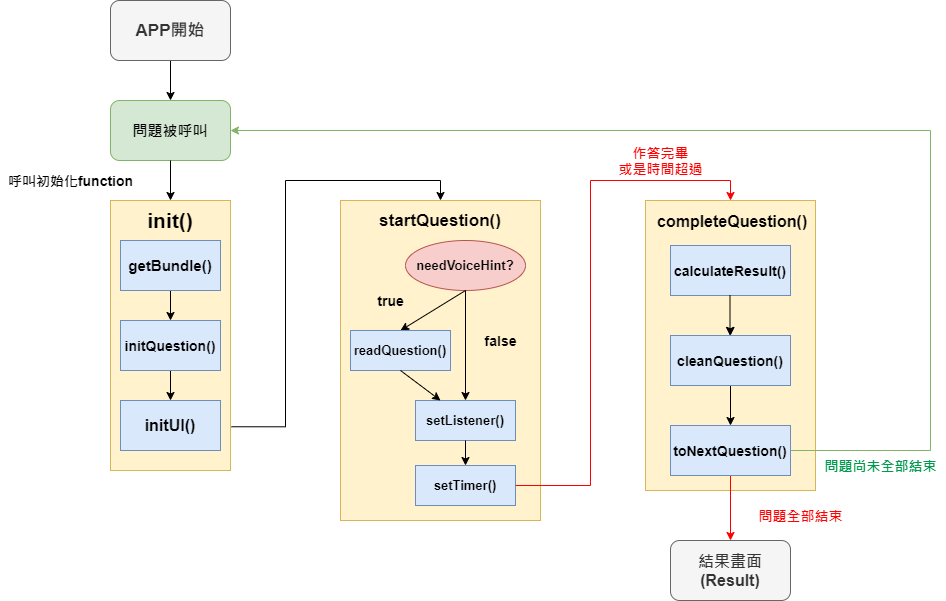 APP開始
問題被呼叫
呼叫初始化function
init()
getBundle()
initQuestion()
initUI()
startQuestion()
needVoiceHint?
true
false
readQuestion()
setListener()
setTimer()
作答完畢
或是時間超過
completeQuestion()
calculateResult()
cleanQuestion()
toNextQuestion()
問題尚未全部結束
問題全部結束
結果畫面
(Result)